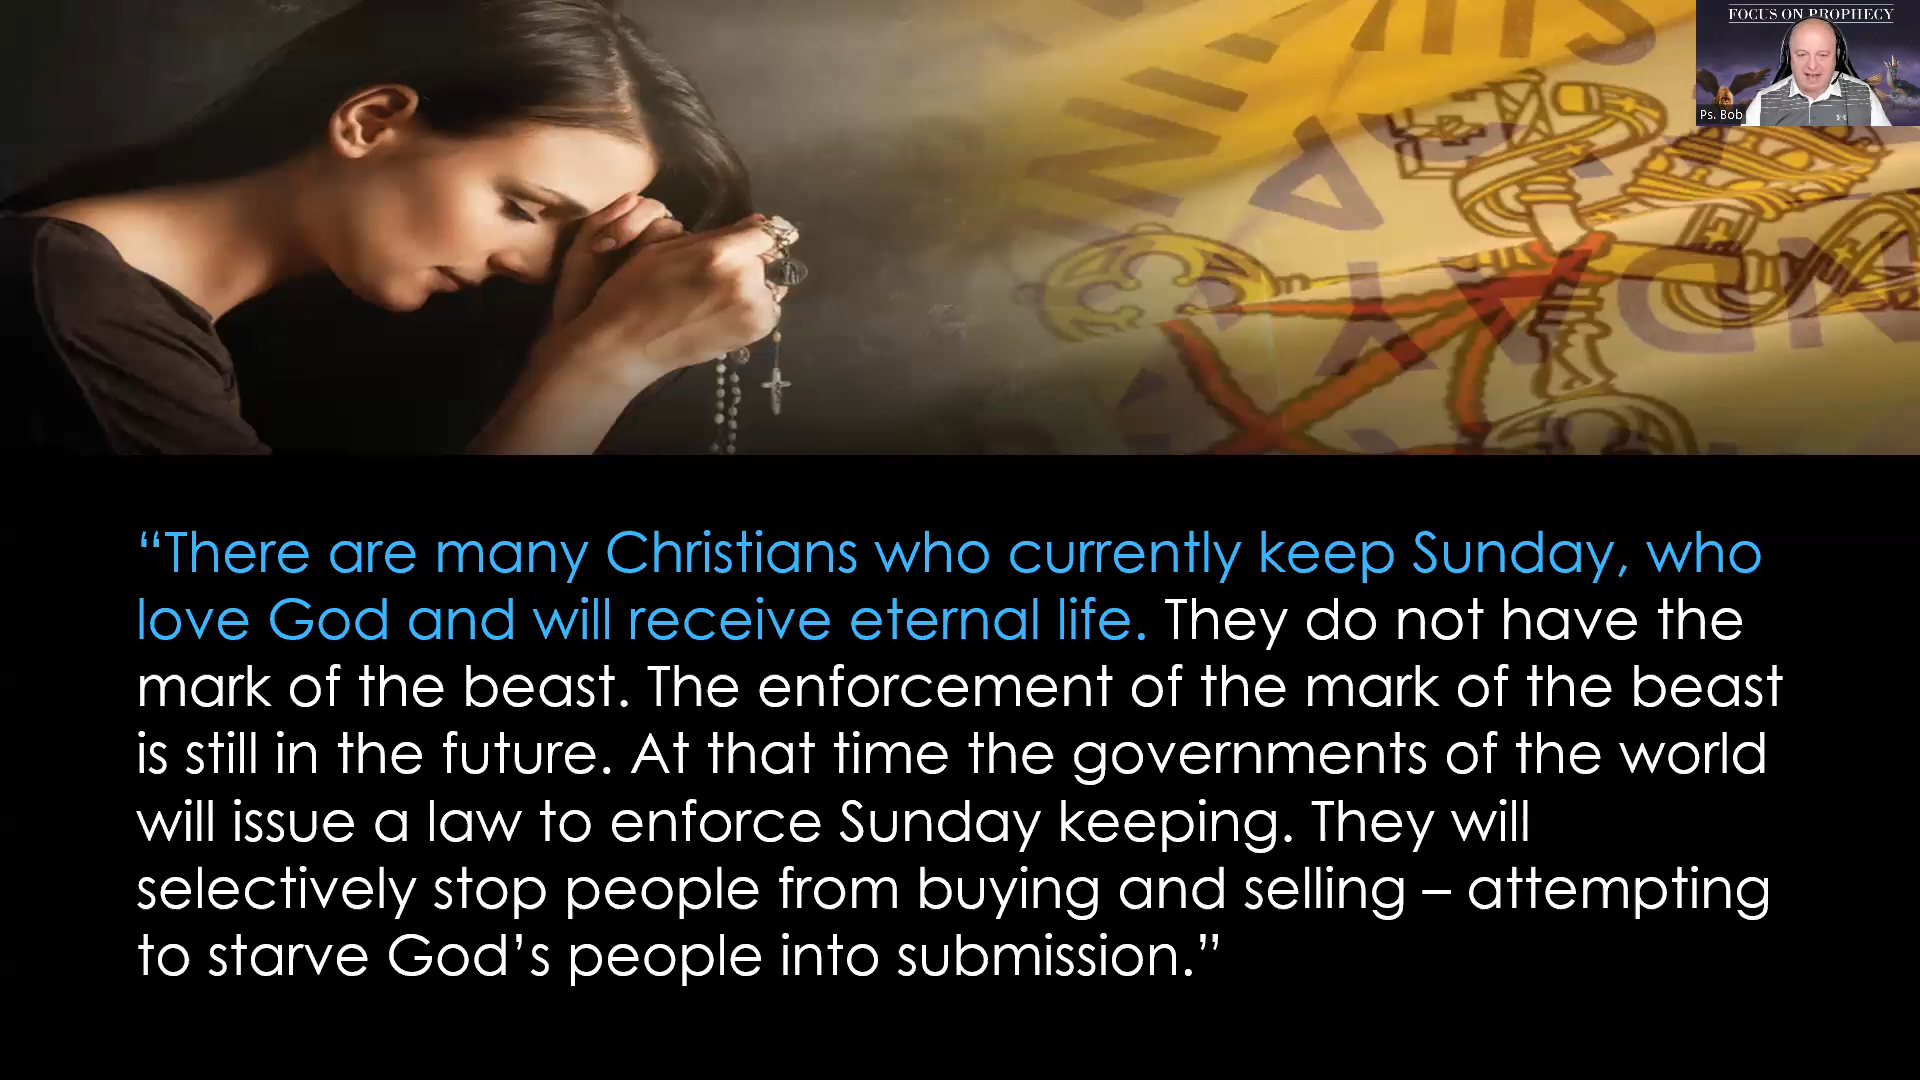 FOCUS ON PROPHECY
Ps. Bob
“There are many Christians who currently keep Sunday, who
love God and will receive eternal life. They do not have the
mark of the beast. The enforcement of the mark of the beast
is still in the future. At that time the governments of the world
will issue a law to enforce Sunday keeping. They will
selectively stop people from buying and selling – attempting
to starve God’s people into submission.”